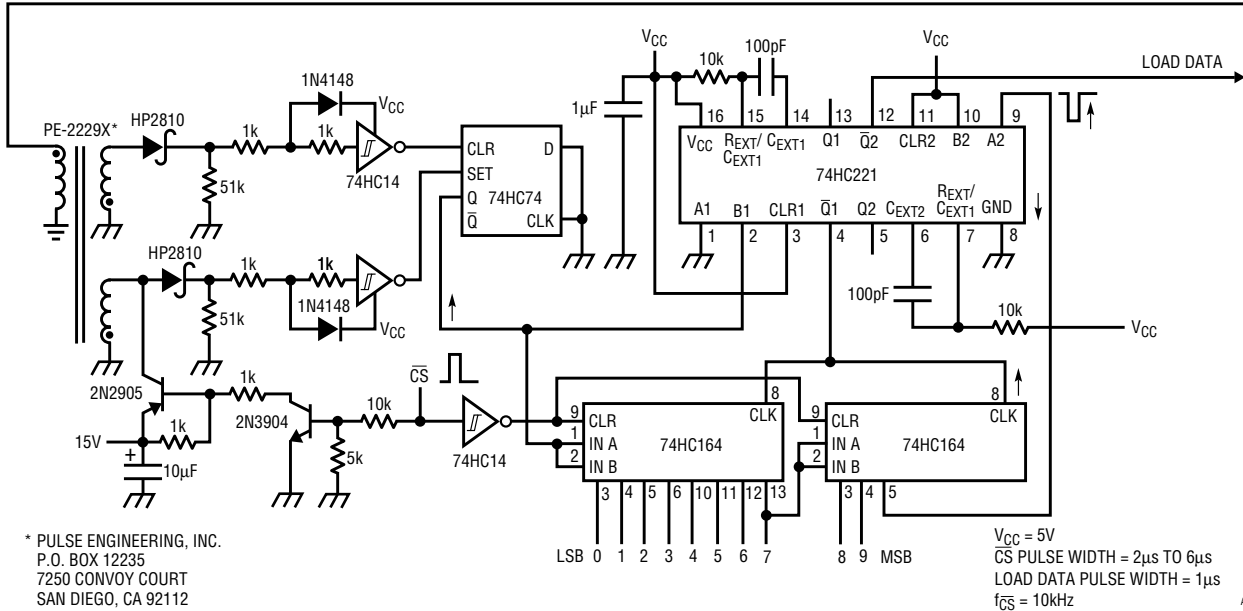 VCC
10k
100pF
VCC
LOAD DATA
1N4148
VCC
1µF
PE-2229X*
HP2810
1k
1k
74HC14
51k
CLR
SET
Q
Q̅
D
CLK
74HC74
16
15
14
13
12
11
10
9
VCC
REXT/
CEXT1
CEXT1
Q1
Q̅2
CLR2
B2
A2
74HC221
A1
B1
CLR1
Q̅1
Q2
CEXT2
REXT/
CEXT1
GND
1
2
3
4
5
6
7
8
HP2810
1k
1k
1N4148
VCC
51k
100pF
10k
VCC
2N2905
1k
2N3904
10k
C̅S̅
74HC14
15V
1k
+
10µF
5k
9
CLR
1
IN A
2
IN B
8
CLK
74HC164
3
4
5
6
10
11
12
13
9
CLR
1
IN A
2
IN B
8
CLK
74HC164
3
4
5
LSB 0 1 2 3 4 5 6 7
8 9 MSB
* PULSE ENGINEERING, INC.
P.O. BOX 12235
7250 CONVOY COURT
SAN DIEGO, CA 92112
VCC = 5V
C̅S̅ PULSE WIDTH = 2µs TO 6µs
LOAD DATA PULSE WIDTH = 1µs
fC̅S̅ = 10kHz